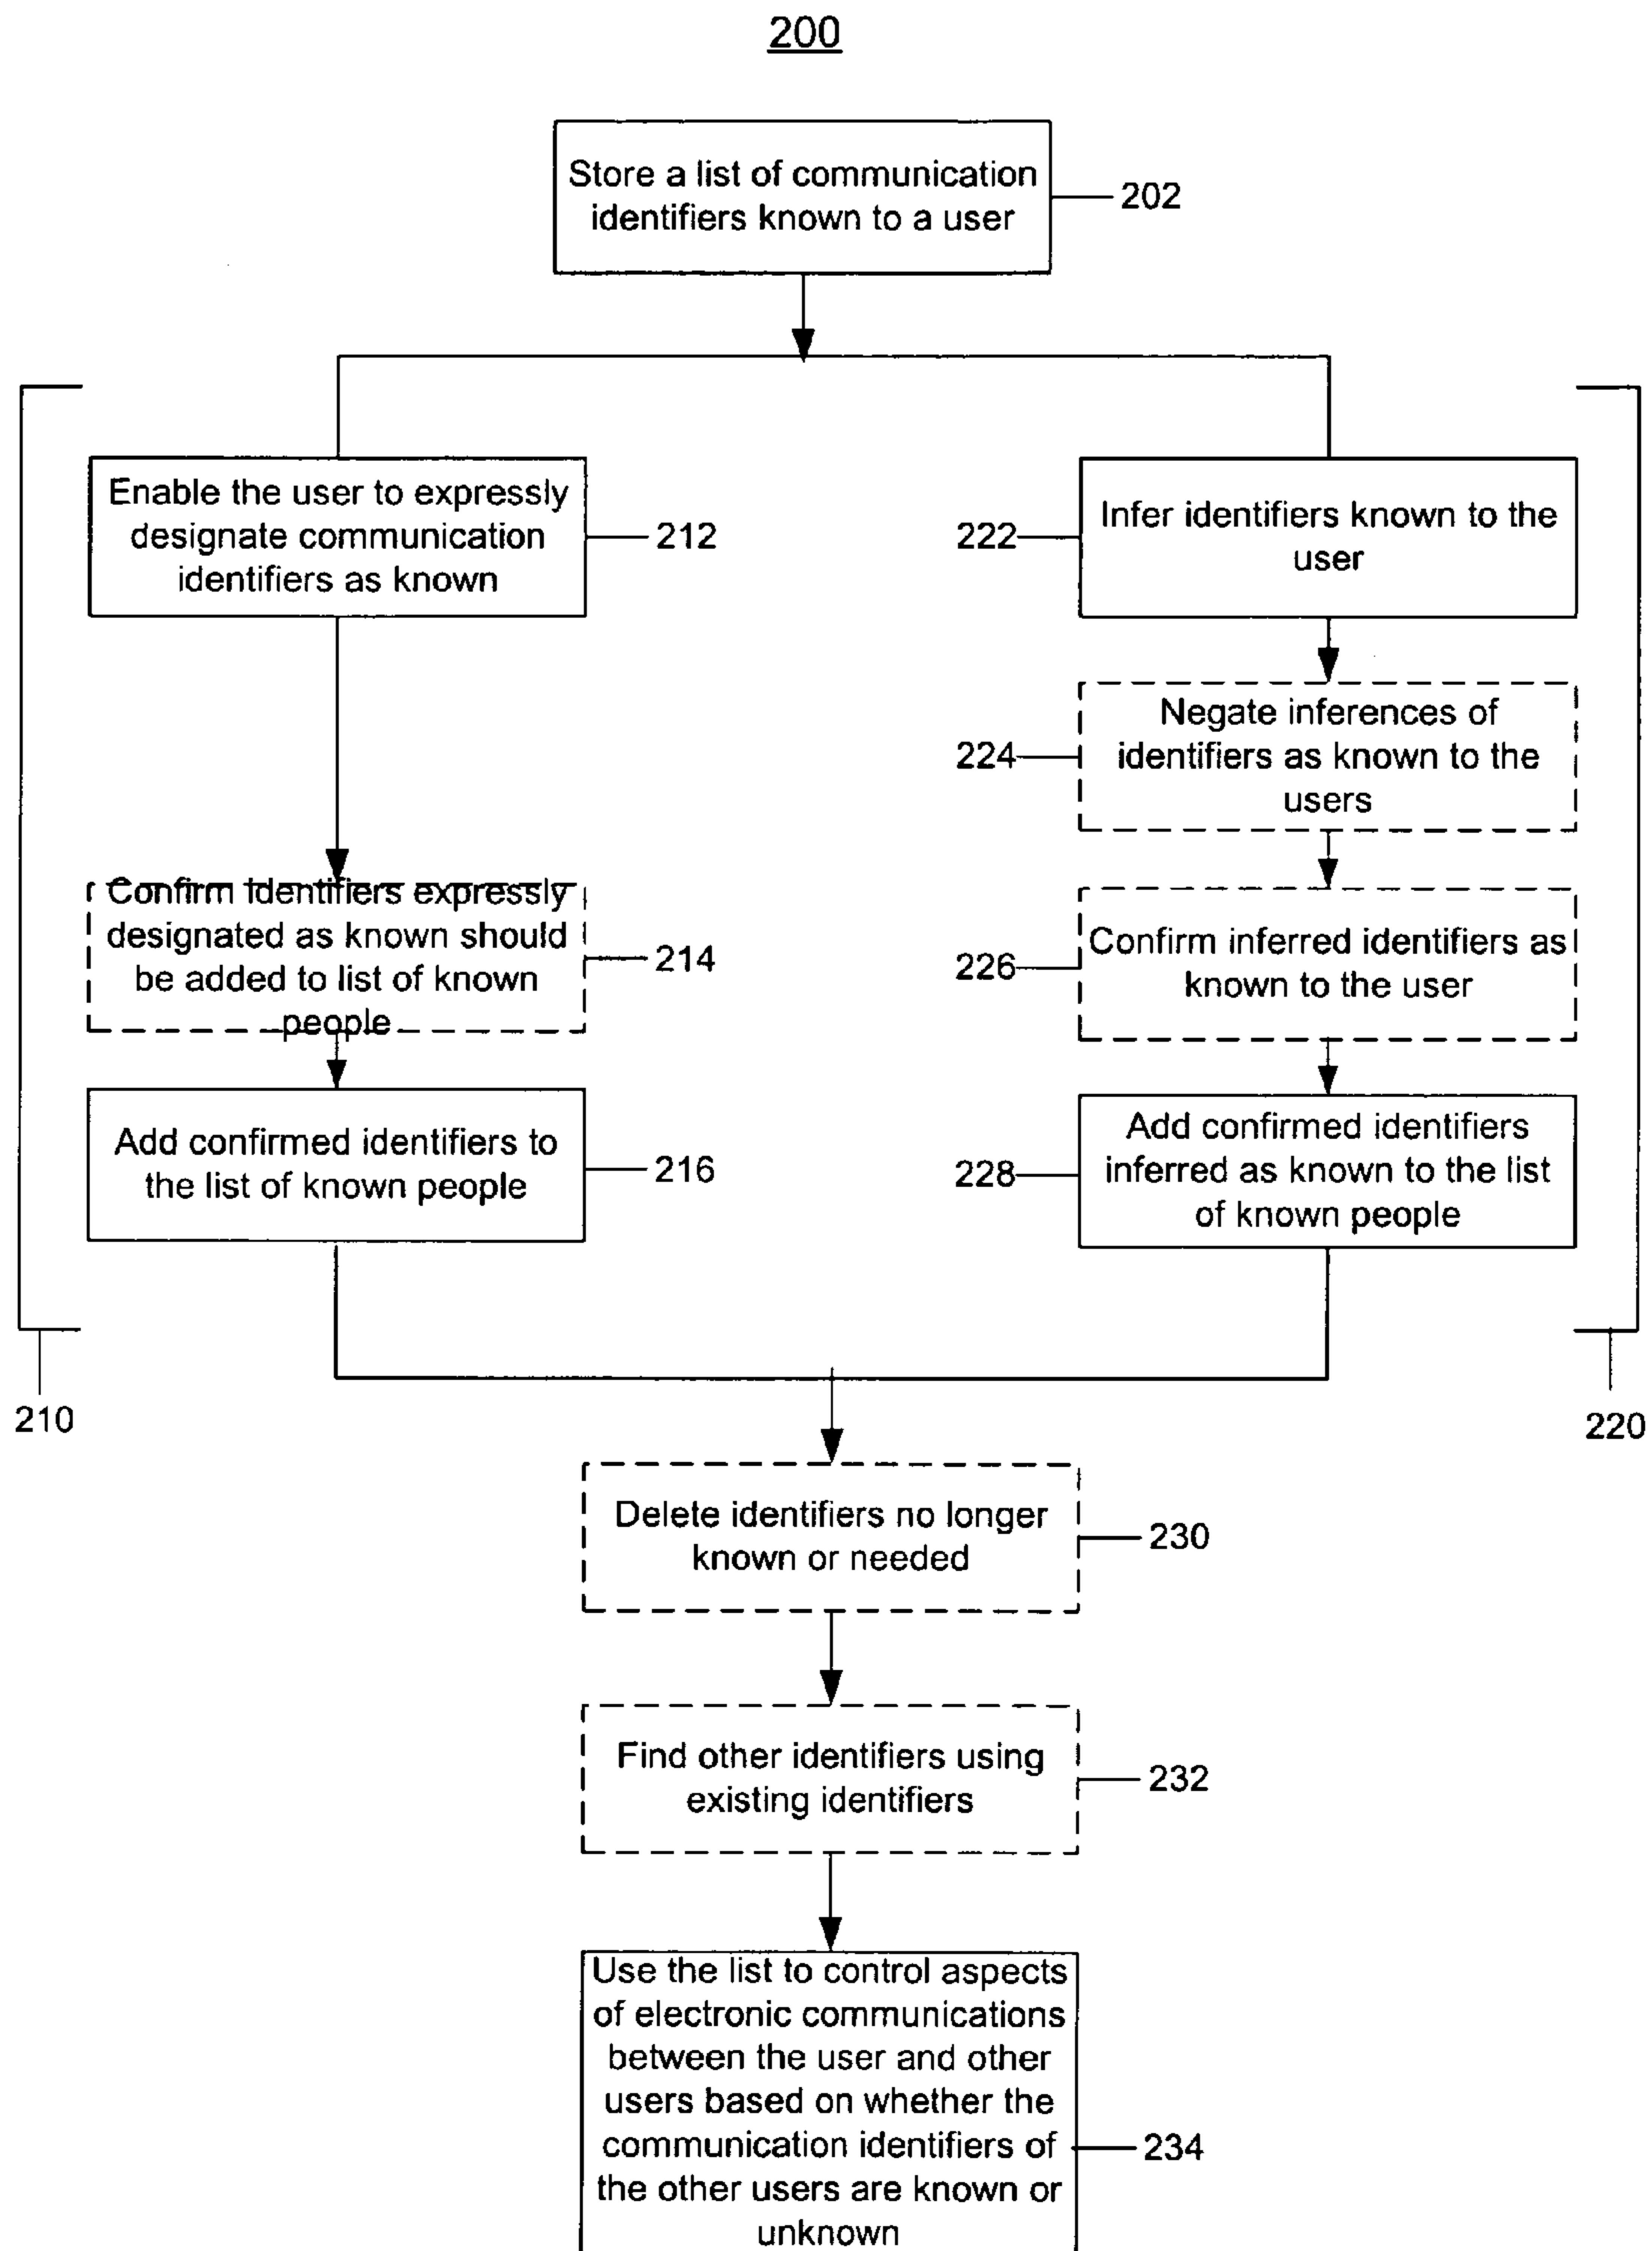 200
Store a list of communication
identifiers known to a user
202
Enable the user to expressly
designate communication
identifiers as known
212
222
Infer identifiers known to the
user
224
Negate inferences of
identifiers as known to the
users
Confirm identifiers expressly
designated as known should
be added to list of known
people
214
226
Confirm inferred identifiers as
known to the user
Add confirmed identifiers to
the list of known people
216
228
Add confirmed identifiers
inferred as known to the list
of known people
210
220
Delete identifiers no longer
known or needed
230
Find other identifiers using
existing identifiers
232
Use the list to control aspects
of electronic communications
between the user and other
users based on whether the
communication identifiers of
the other users are known or
unknown
234